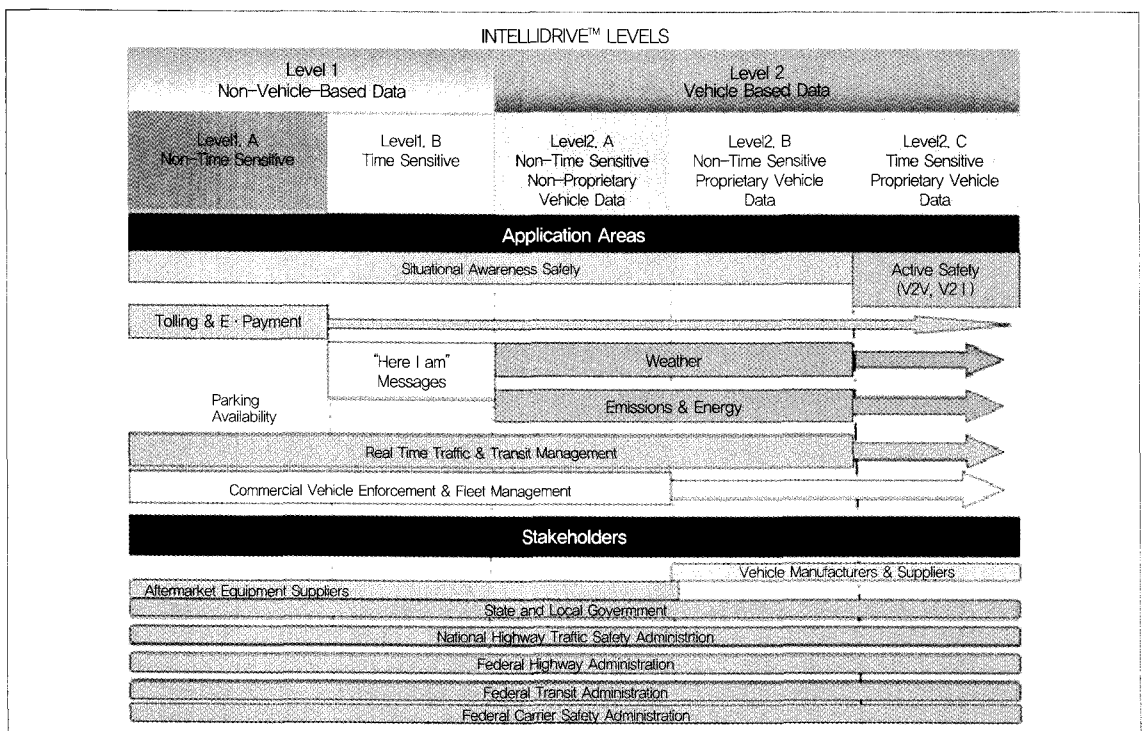 INTELLIDRIVE™ LEVELS
Level 1
Non-Vehicle-Based Data
Level 2
Vehicle Based Data
Level1, A
Non-Time Sensitive
Level1, B
Time Sensitive
Level2, A
Non-Time Sensitive
Non-Proprietary
Vehicle Data
Level2, B
Non-Time Sensitive
Proprietary Vehicle
Data
Level2, C
Time Sensitive
Proprietary Vehicle
Data
Application Areas
Situational Awareness Safety
Active Safety
(V2V, V2 I )
Tolling & E · Payment
"Here I am"
Messages
Weather
Parking
Availability
Emissions & Energy
Real Time Traffic & Transit Management
Commercial Vehicle Enforcement & Fleet Management
Stakeholders
Vehicle Manufacturers & Suppliers
Aftermarket Equipment Suppliers
State and Local Government
National Highway Traffic Safety Administrtion
Federal Highway Administration
Federal Transit Administration
Federal Carrier Safety Administration